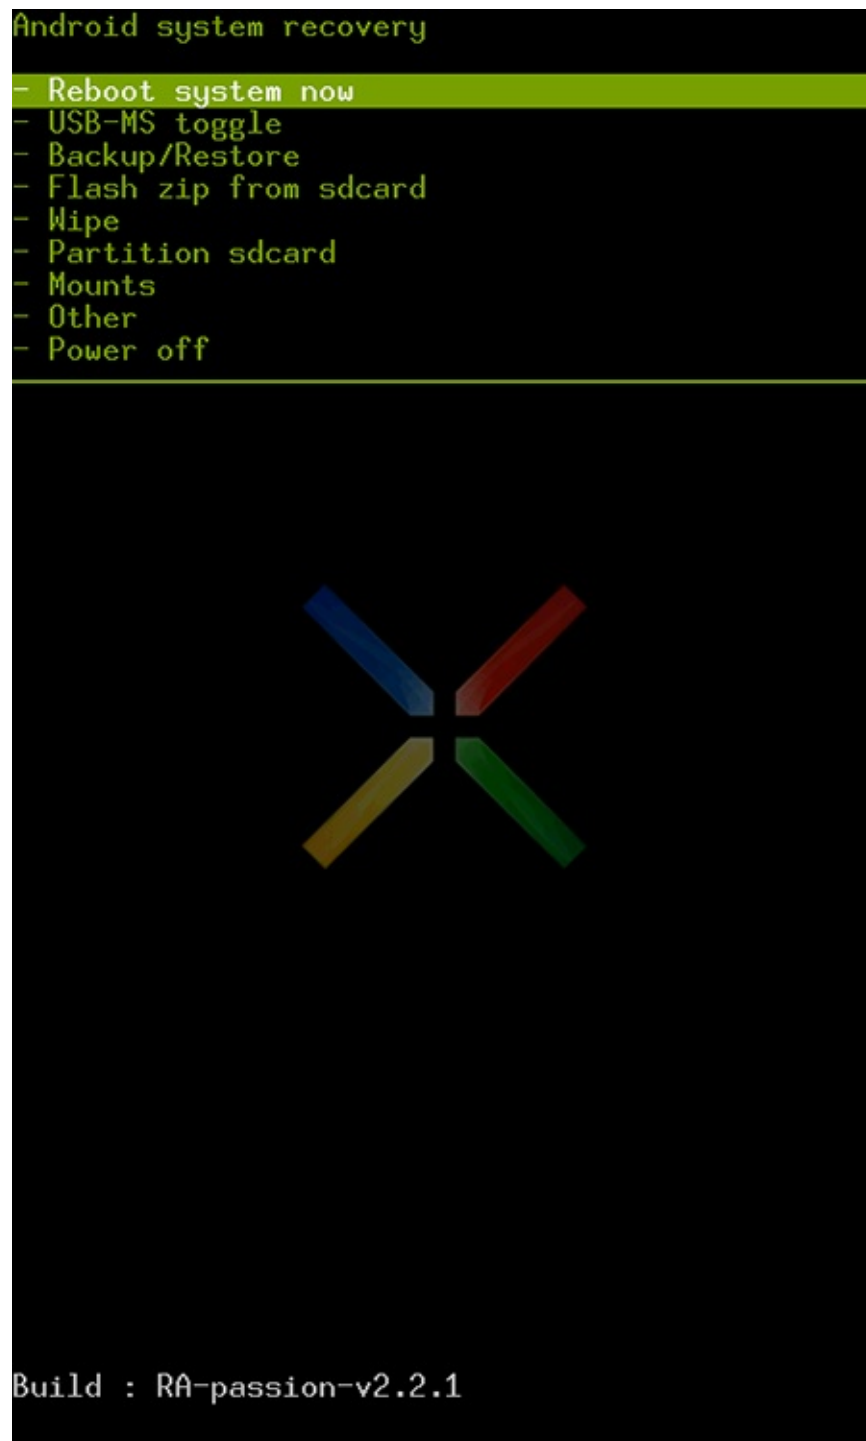 Android system recovery
- Reboot system now
- USB-MS toggle
- Backup/Restore
- Flash zip from sdcard
- Wipe
- Partition sdcard
- Mounts
- Other
- Power off
Build : RA-passion-v2.2.1